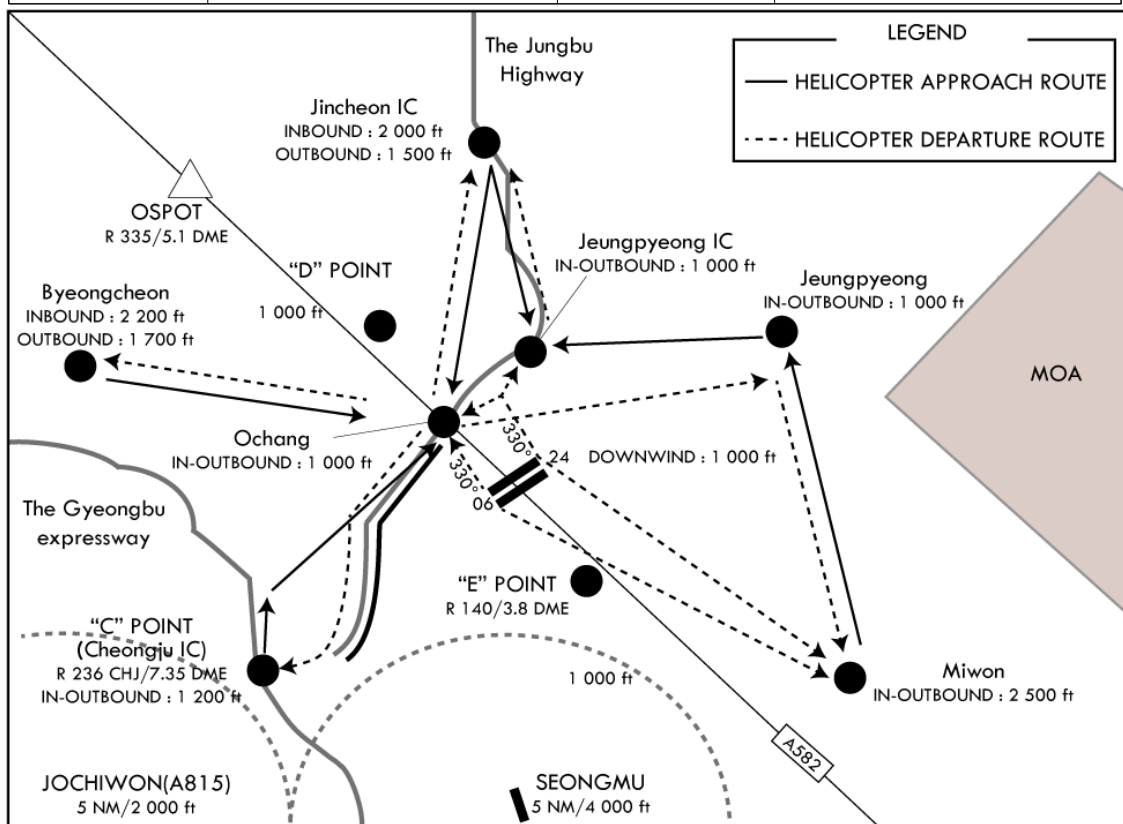 LEGEND
HELICOPTER APPROACH ROUTE
HELICOPTER DEPARTURE ROUTE
The Jungbu
Highway
Jincheon IC
INBOUND : 2 000 ft
OUTBOUND : 1 500 ft
OSPOT
R 335/5.1 DME
"D" POINT
1 000 ft
Jeungpyeong IC
IN-OUTBOUND : 1 000 ft
Jeungpyeong
IN-OUTBOUND : 1 000 ft
Byeongcheon
INBOUND : 2 200 ft
OUTBOUND : 1 700 ft
MOA
Ochang
IN-OUTBOUND : 1 000 ft
330°
24
DOWNWIND : 1 000 ft
330°
06
The Gyeongbu
expressway
"E" POINT
R 140/3.8 DME
"C" POINT
(Cheongju IC)
R 236 CHJ/7.35 DME
IN-OUTBOUND : 1 200 ft
1 000 ft
Miwon
IN-OUTBOUND : 2 500 ft
A582
JOCHIWON(A815)
5 NM/2 000 ft
SEONGMU
5 NM/4 000 ft